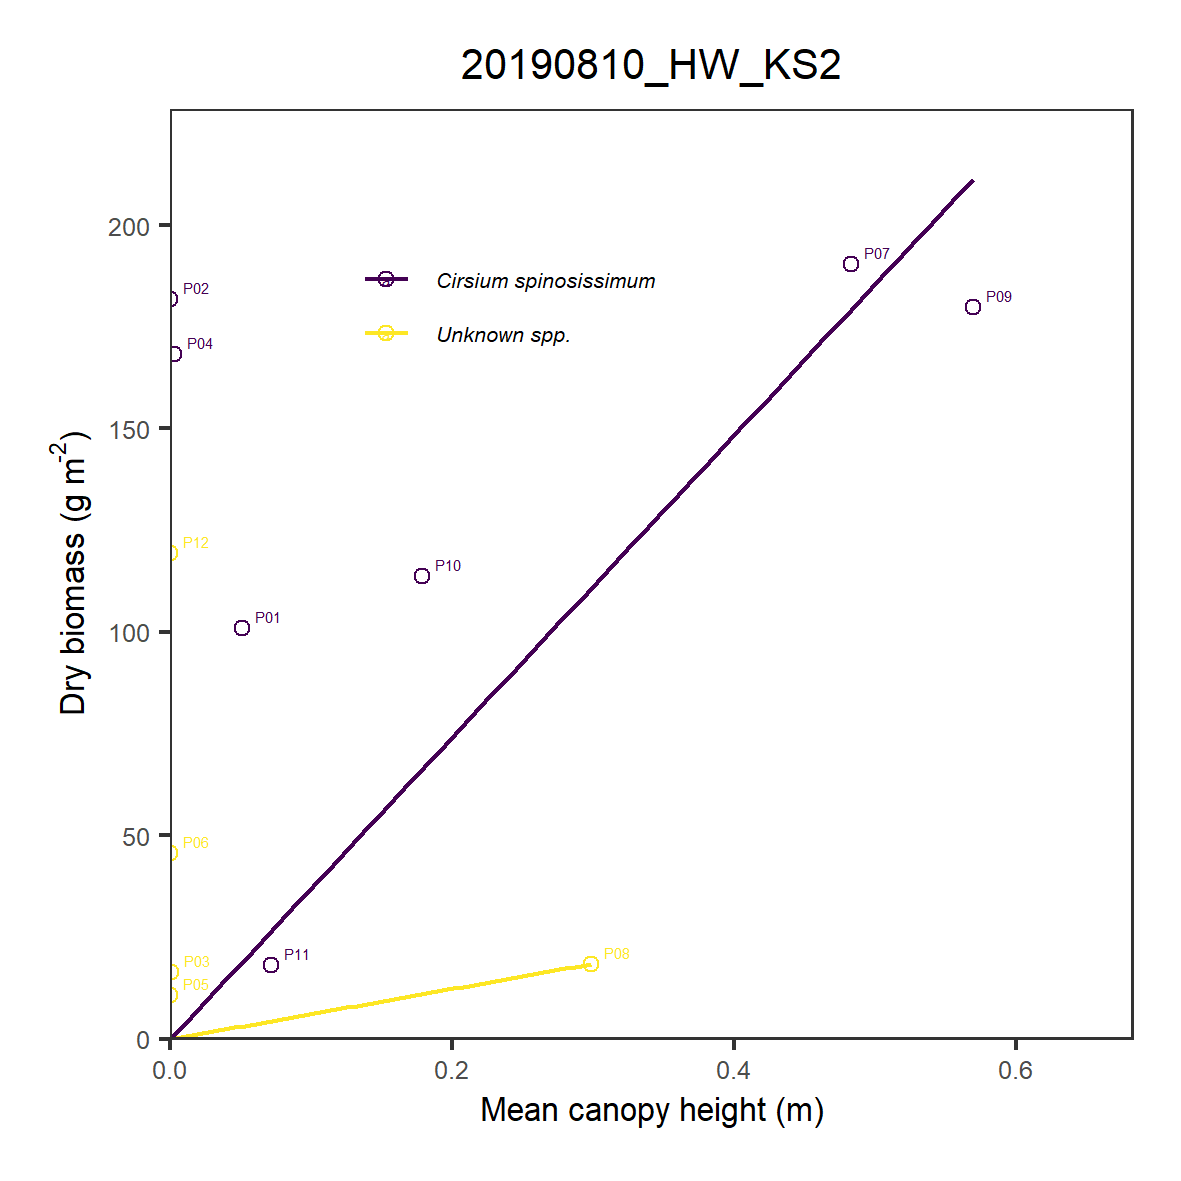 20190810_HW_KS2
200
150
100
50
0
Dry biomass (g m-2)
P02
P04
P12
P01
P10
P06
P03
P05
P11
P08
P07
P09
Cirsium spinosissimum
Unknown spp.
0.0
0.2
0.4
0.6
Mean canopy height (m)